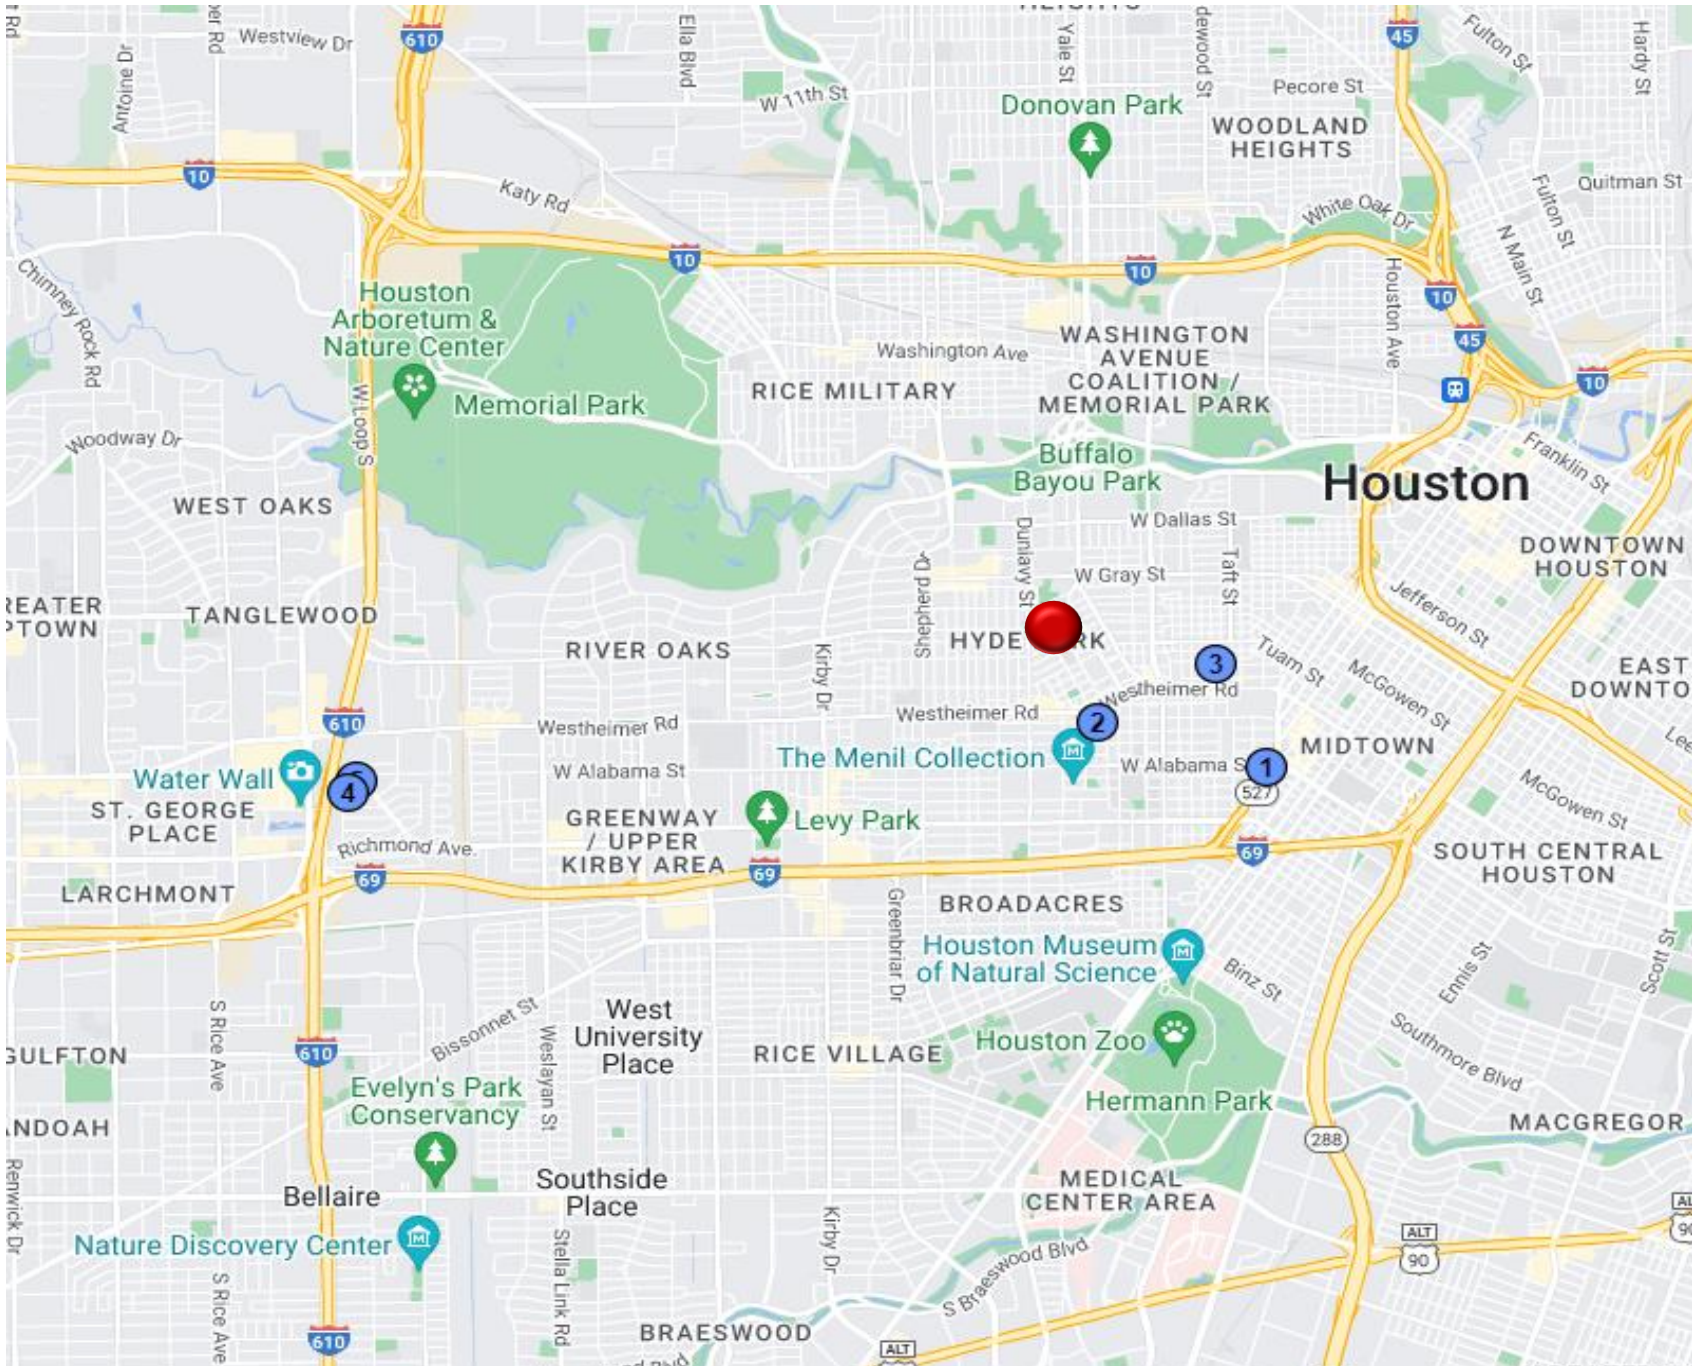 HEIGHTS
Rd
Antoine Dr
Westview Dr
610
Ella Blvd
W 11th St
Yale St
45
Fulton St
Hardy St
Pecore St
Donovan Park
WOODLAND
HEIGHTS
10
Katy Rd
Quitman St
Fulton St
White Oak Dr
N Main St
10
10
Houston Ave
10
45
10
Chimney Rock Rd
Houston
Arboretum &
Nature Center
Memorial Park
W Loop S
Washington Ave
RICE MILITARY
WASHINGTON
AVENUE
COALITION /
MEMORIAL PARK
Woodway Dr
WEST OAKS
Buffalo
Bayou Park
Houston
Franklin St
W Dallas St
Dunlavy St
Taft St
W Gray St
DOWNTOWN
HOUSTON
Shepherd Dr
Jefferson St
TANGLEWOOD
RIVER OAKS
Kirby Dr
HYDE
3
Tuam St
McGowen St
EAST
610
Westheimer Rd
Westheimer Rd
Westheimer Rd
2
The Menil Collection
W Alabama St
W Alabama
1
527
MIDTOWN
Water Wall
4
ST. GEORGE
PLACE
GREENWAY
/ UPPER
KIRBY AREA
Levy Park
McGowen St
Richmond Ave.
69
69
69
SOUTH CENTRAL
HOUSTON
LARCHMONT
BROADACRES
Greenbriar Dr
Houston Museum
of Natural Science
Binz St
Ennis St
Scott St
S Rice Ave
Bissonnet St
Weslayan St
West
University
Place
RICE VILLAGE
Houston Zoo
Southmore Blvd
610
Evelyn's Park
Conservancy
Hermann Park
MACGREGOR
288
Renwick Dr
Bellaire
Southside
Place
MEDICAL
CENTER AREA
Nature Discovery Center
Stella Link Rd
Kirby Dr
S Braeswood Blvd
ALT
90
S Rice Ave
610
BRAESWOOD
ALT